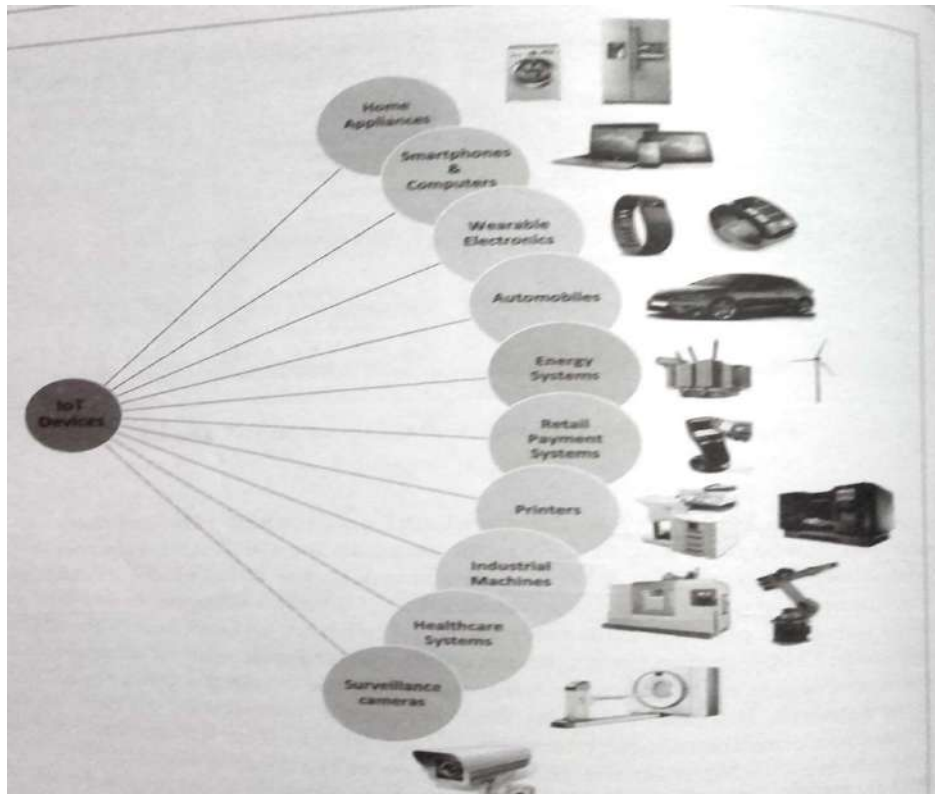 Home
Appliances
Smartphones
&
Computers
Wearable
Electronics
Automobiles
Energy
Systems
IoT
Devices
Retail
Payment
Systems
Printers
Industrial
Machines
Healthcare
Systems
Surveillance
cameras